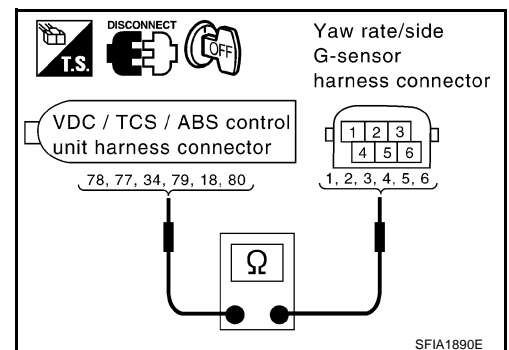 DISCONNECT
T.S.
OFF
Yaw rate/side
G-sensor
harness connector
VDC / TCS / ABS control
unit harness connector
1 2 3
4 5 6
78, 77, 34, 79, 18, 80
1, 2, 3, 4, 5, 6
Ω
SFIA1890E